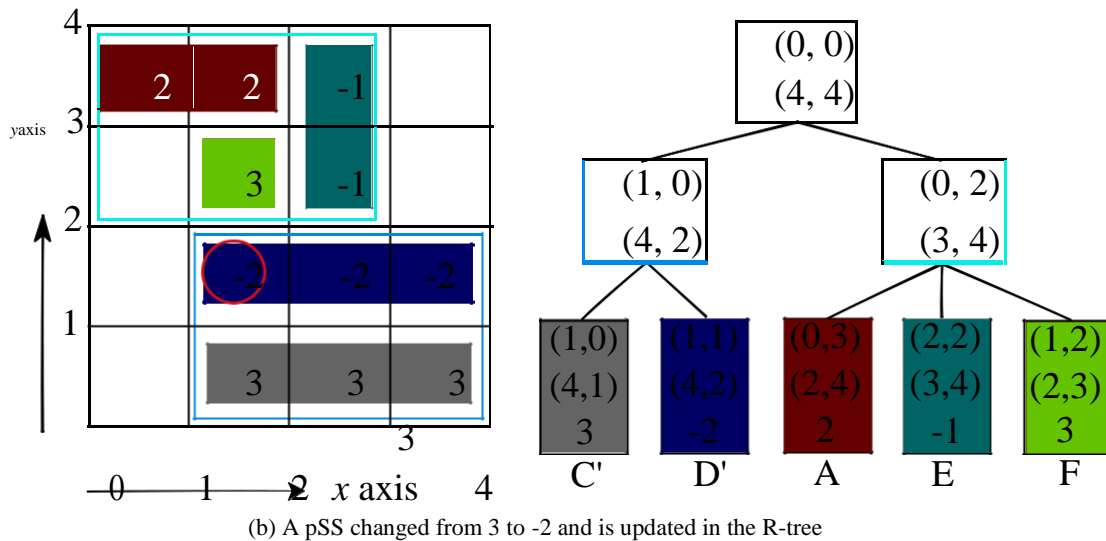 4
2 2 -1
3
yaxis
3 -1
2
-2 -2 -2
1
3 3 3
3
0 1 2 x axis 4
(0, 0)
(4, 4)
(1, 0)
(4, 2)
(0, 2)
(3, 4)
(1,0)
(4,1)
3
C'
(1,1)
(4,2)
-2
D'
(0,3)
(2,4)
2
A
(2,2)
(3,4)
-1
E
(1,2)
(2,3)
3
F
(b) A pSS changed from 3 to -2 and is updated in the R-tree